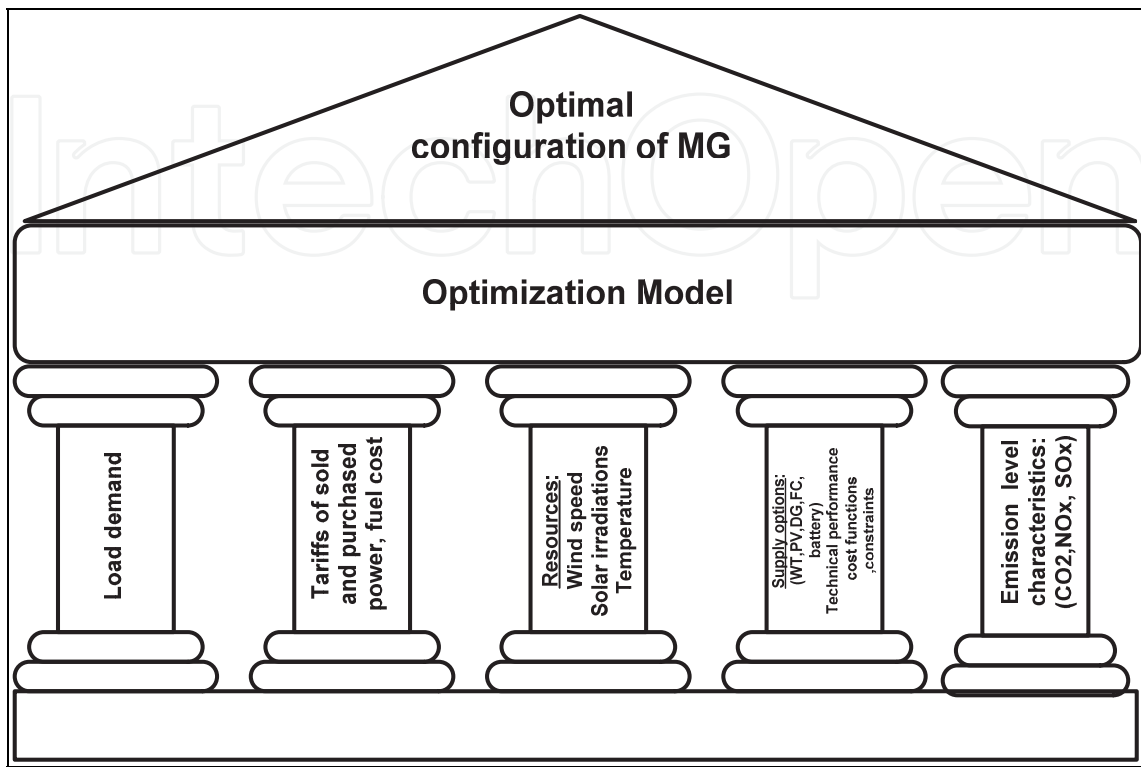 IntechOpen
Optimal
configuration of MG
Optimization Model
Load demand
Tariffs of sold
and purchased
power, fuel cost
Resources:
Wind speed
Solar irradiations
Temperature
Supply options:
(WT,PV,DG,FC,
battery)
Technical performance
cost functions
,constraints
Emission level
characteristics:
(CO2,NOx, SOx)